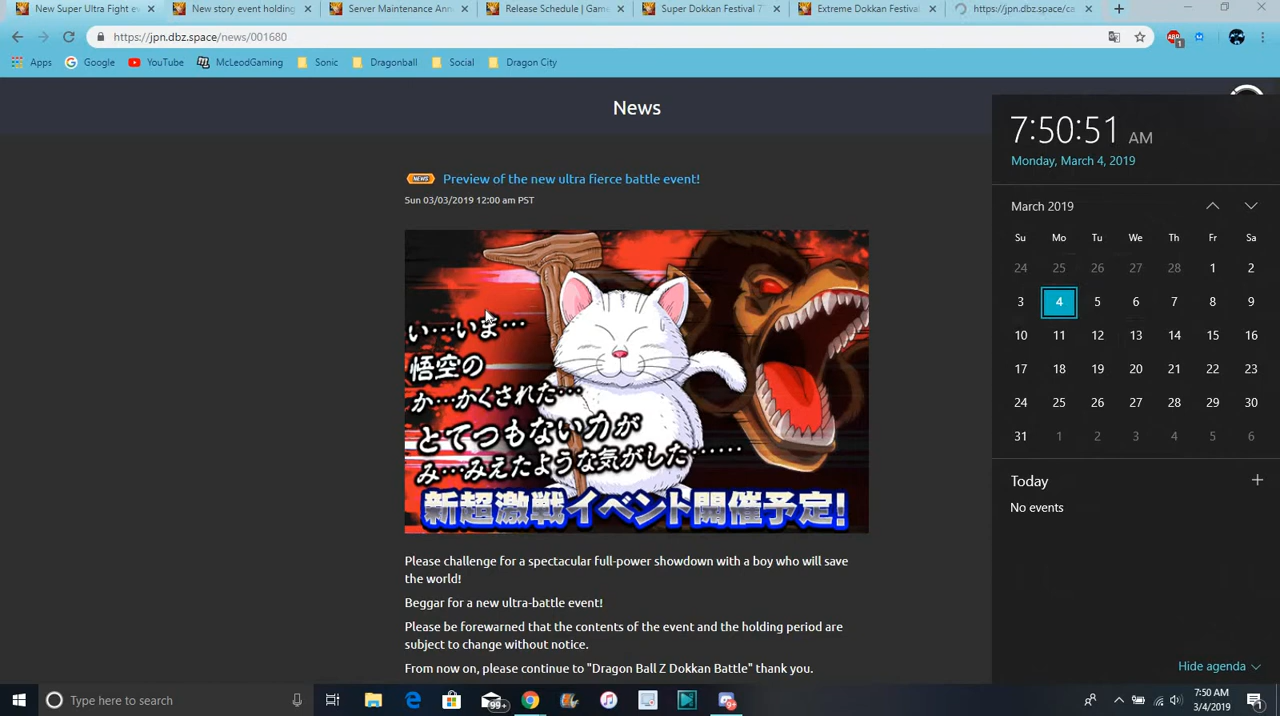 New Super Ultra Fight ev
New story event holding
Server Maintenance Ann
Release Schedule | Gam
Super Dokkan Festival 7
Extreme Dokkan Festival
https://jpn.dbz.space/ca
https://jpn.dbz.space/news/001680
Apps
Google
YouTube
McLeodGaming
Sonic
Dragonball
Social
Dragon City
News
NEWS Preview of the new ultra fierce battle event!
Sun 03/03/2019 12:00 am PST
い…いま…
悟空の
か…かくされた…
とてつもない力が
み…みえたような気がした……
新超激戦イベント開催予定!
Please challenge for a spectacular full-power showdown with a boy who will save
the world!
Beggar for a new ultra-battle event!
Please be forewarned that the contents of the event and the holding period are
subject to change without notice.
From now on, please continue to "Dragon Ball Z Dokkan Battle" thank you.
7:50:51 AM
Monday, March 4, 2019
March 2019
Su Mo Tu We Th Fr Sa
24 25 26 27 28 1 2
3 4 5 6 7 8 9
10 11 12 13 14 15 16
17 18 19 20 21 22 23
24 25 26 27 28 29 30
31 1 2 3 4 5 6
Today
No events
Hide agenda
Type here to search
99+
9+
7:50 AM
3/4/2019